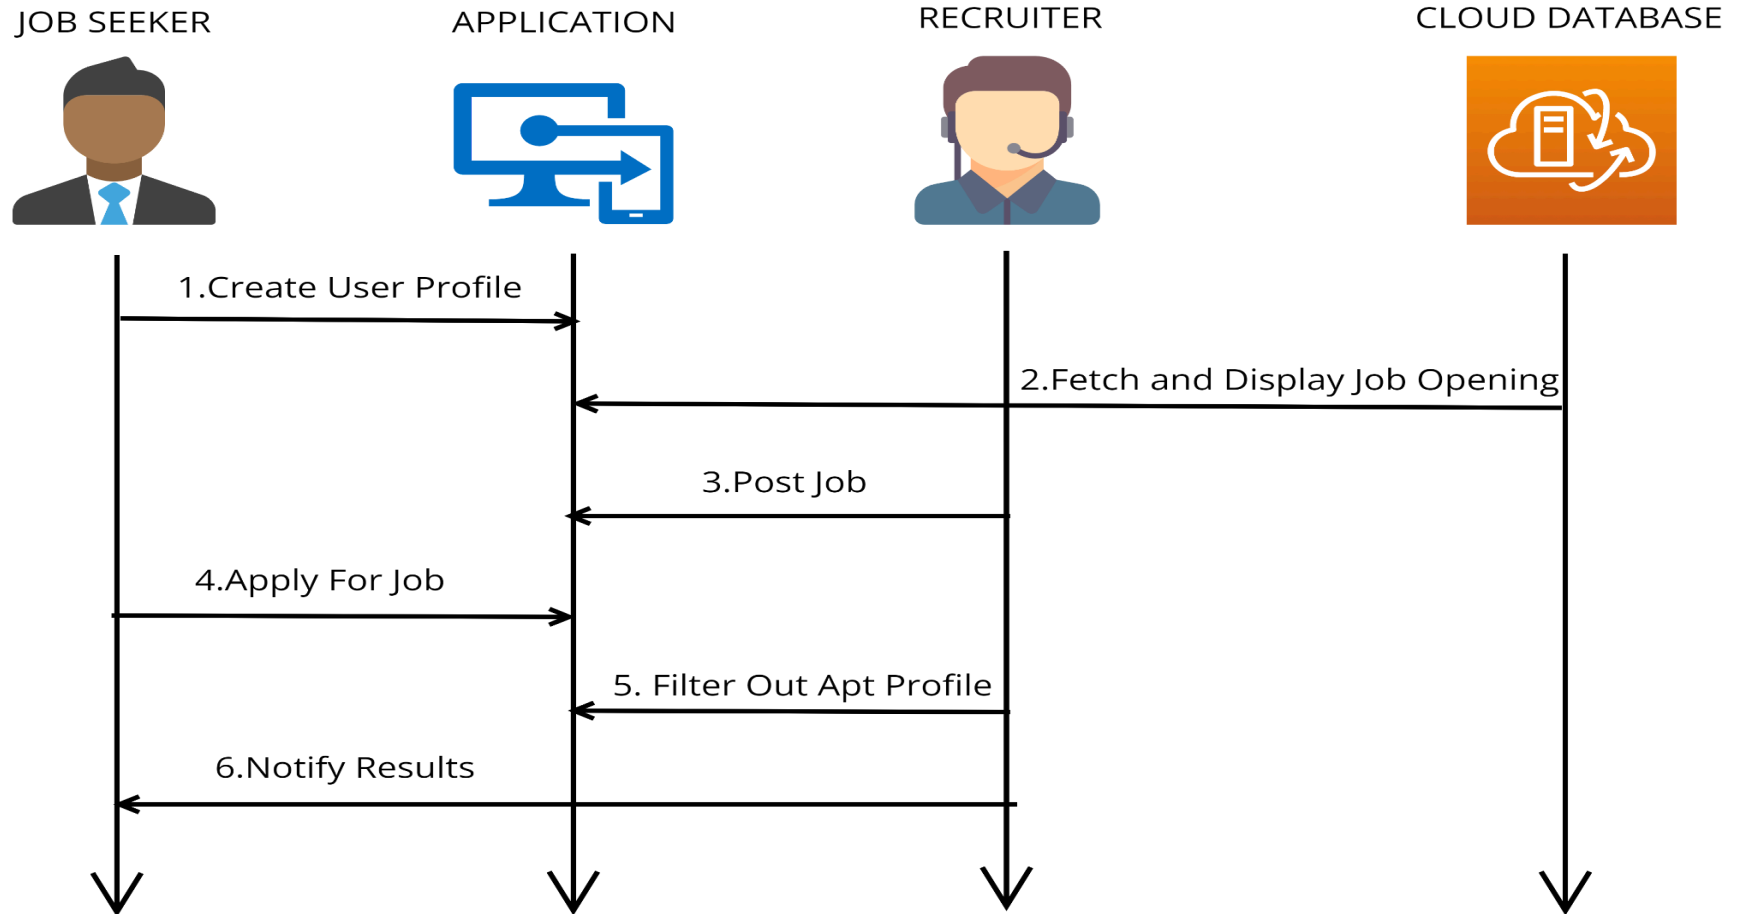 JOB SEEKER
APPLICATION
RECRUITER
CLOUD DATABASE
1.Create User Profile
2.Fetch and Display Job Opening
3.Post Job
4.Apply For Job
5. Filter Out Apt Profile
6.Notify Results